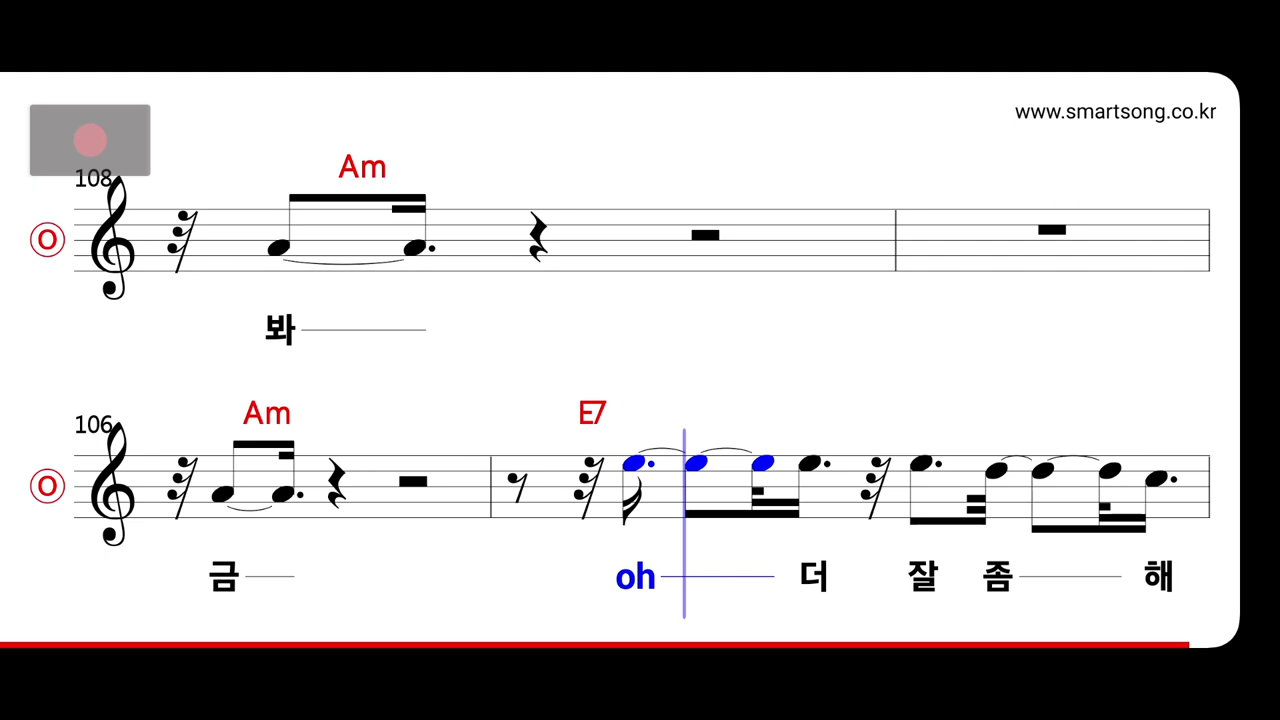 www.smartsong.co.kr
Am
108
O
봐
Am
E7
106
O
금 oh 더 잘 좀 해